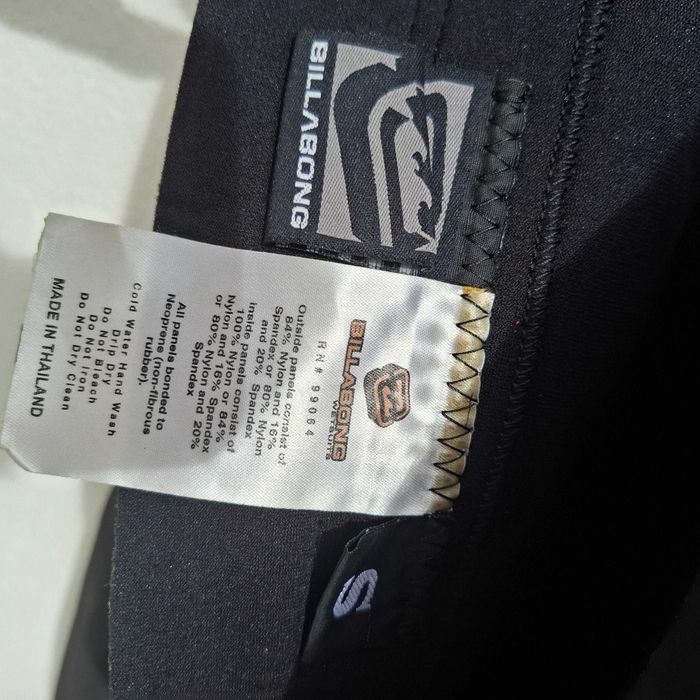 BILLABONG
BILLABONG
WETSUITS
RN# 99064
Outside panels consist of
84% Nylon and 16%
Spandex or 80% Nylon
and 20% Spandex
Inside panels consist of
100% Nylon or 84%
Nylon and 16% Spandex
or 80% Nylon and 20%
Spandex
All panels bonded to
Neoprene (non-fibrous
rubber).
Cold Water Hand Wash
Drip Dry
Do Not Bleach
Do Not Iron
Do Not Dry Clean
MADE IN THAILAND
S